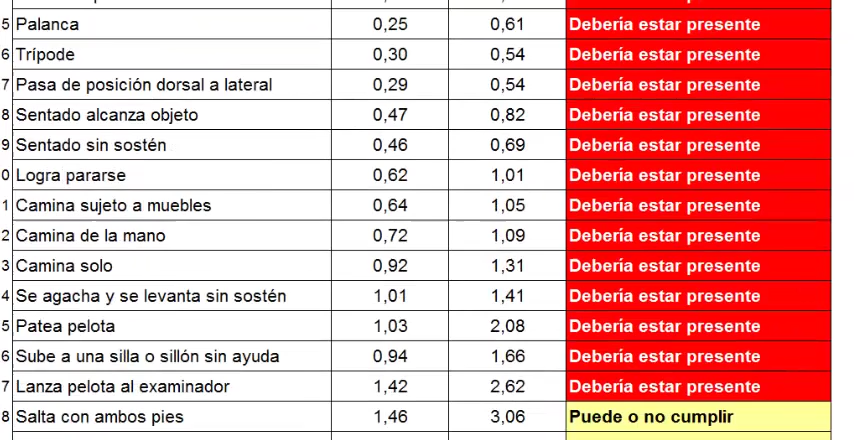 5 Palanca 0,25 0,61 Debería estar presente
6 Trípode 0,30 0,54 Debería estar presente
7 Pasa de posición dorsal a lateral 0,29 0,54 Debería estar presente
8 Sentado alcanza objeto 0,47 0,82 Debería estar presente
9 Sentado sin sostén 0,46 0,69 Debería estar presente
0 Logra pararse 0,62 1,01 Debería estar presente
1 Camina sujeto a muebles 0,64 1,05 Debería estar presente
2 Camina de la mano 0,72 1,09 Debería estar presente
3 Camina solo 0,92 1,31 Debería estar presente
4 Se agacha y se levanta sin sostén 1,01 1,41 Debería estar presente
5 Patea pelota 1,03 2,08 Debería estar presente
6 Sube a una silla o sillón sin ayuda 0,94 1,66 Debería estar presente
7 Lanza pelota al examinador 1,42 2,62 Debería estar presente
8 Salta con ambos pies 1,46 3,06 Puede o no cumplir